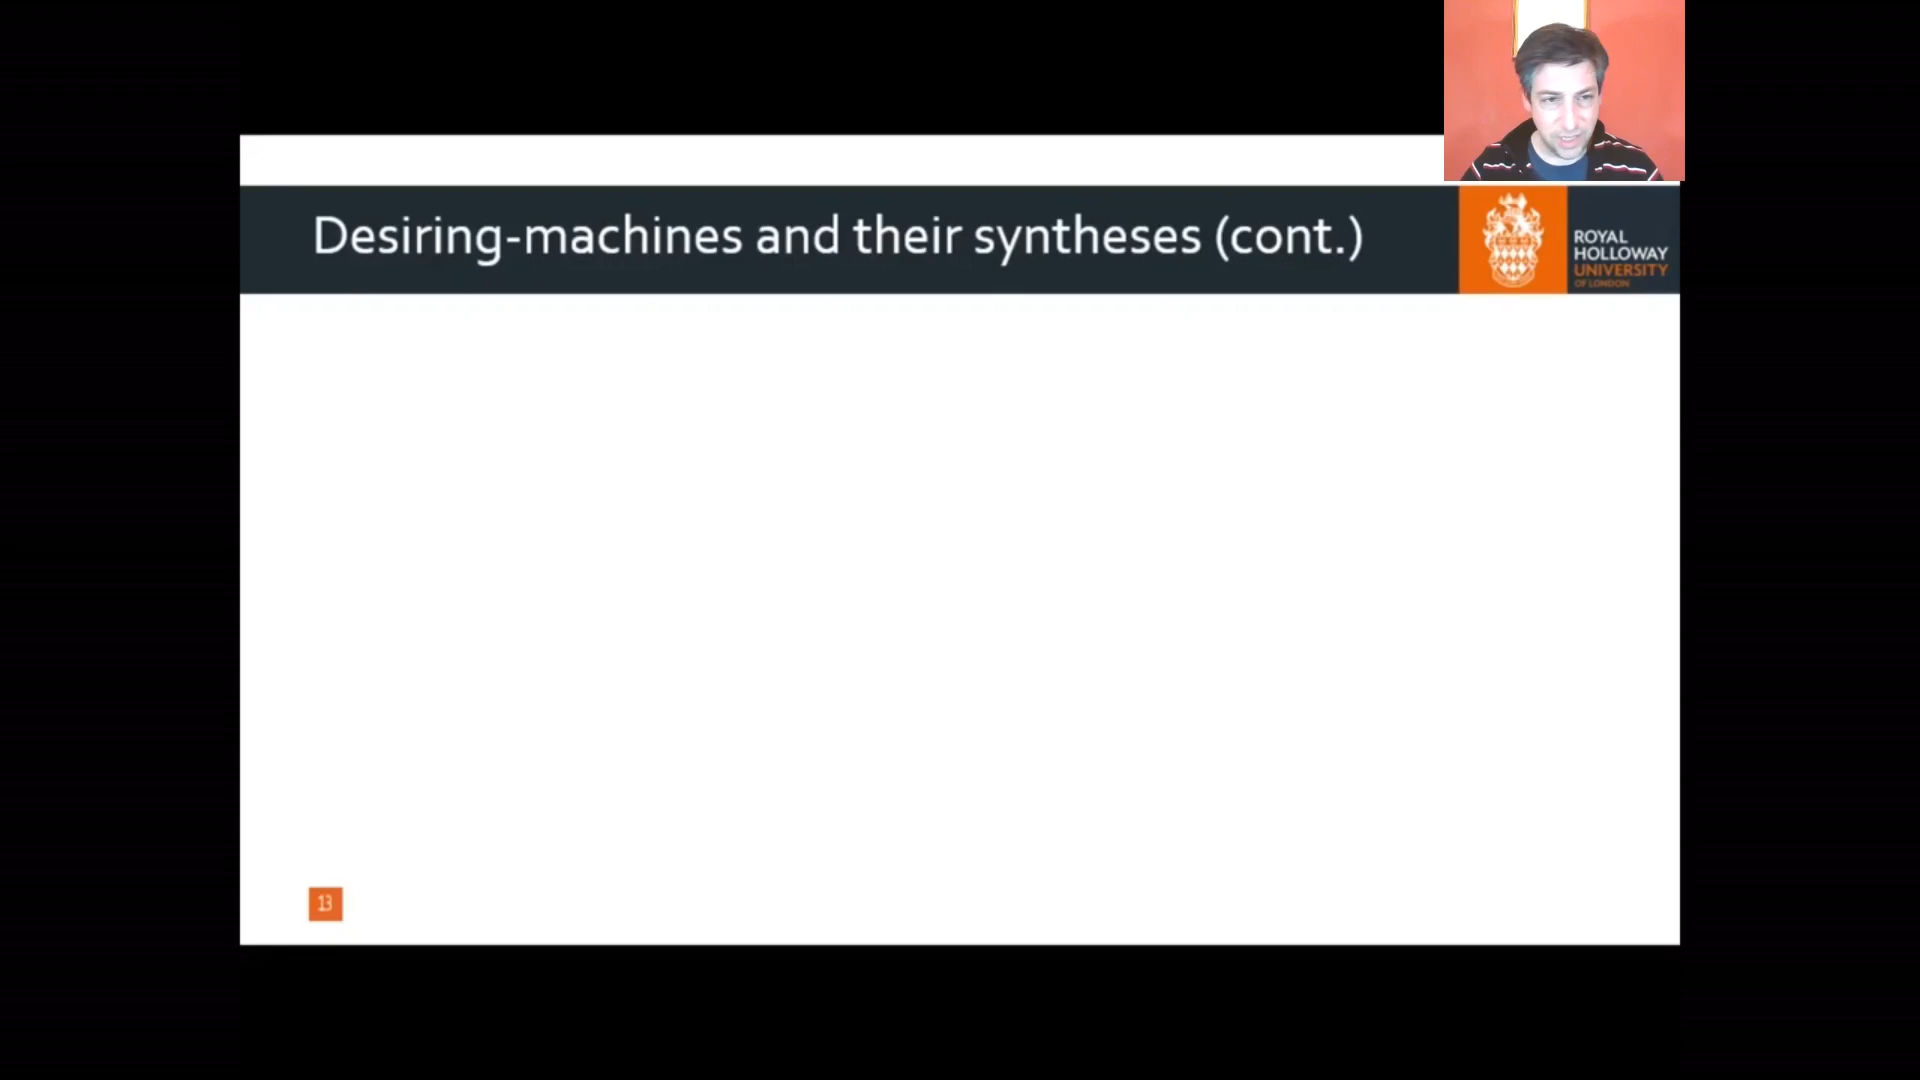 Desiring-machines and their syntheses (cont.)
ROYAL
HOLLOWAY
UNIVERSITY
OF LONDON
13